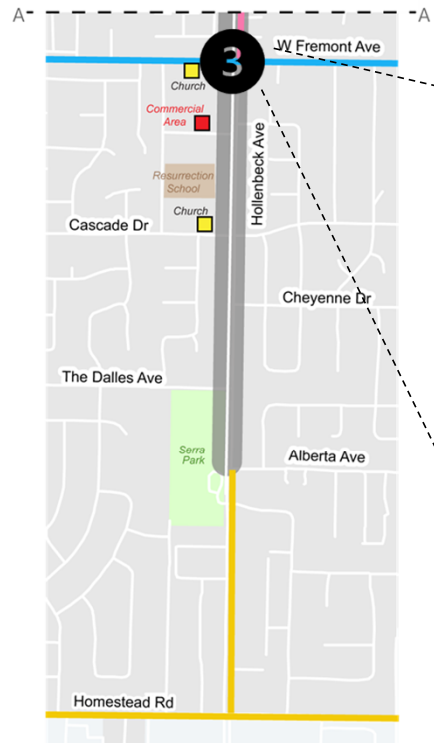 A A
W Fremont Ave
3
Church
Commercial
Area
Hollenbeck Ave
Resurrection
School
Church
Cascade Dr
Cheyenne Dr
The Dalles Ave
Serra
Park
Alberta Ave
Homestead Rd